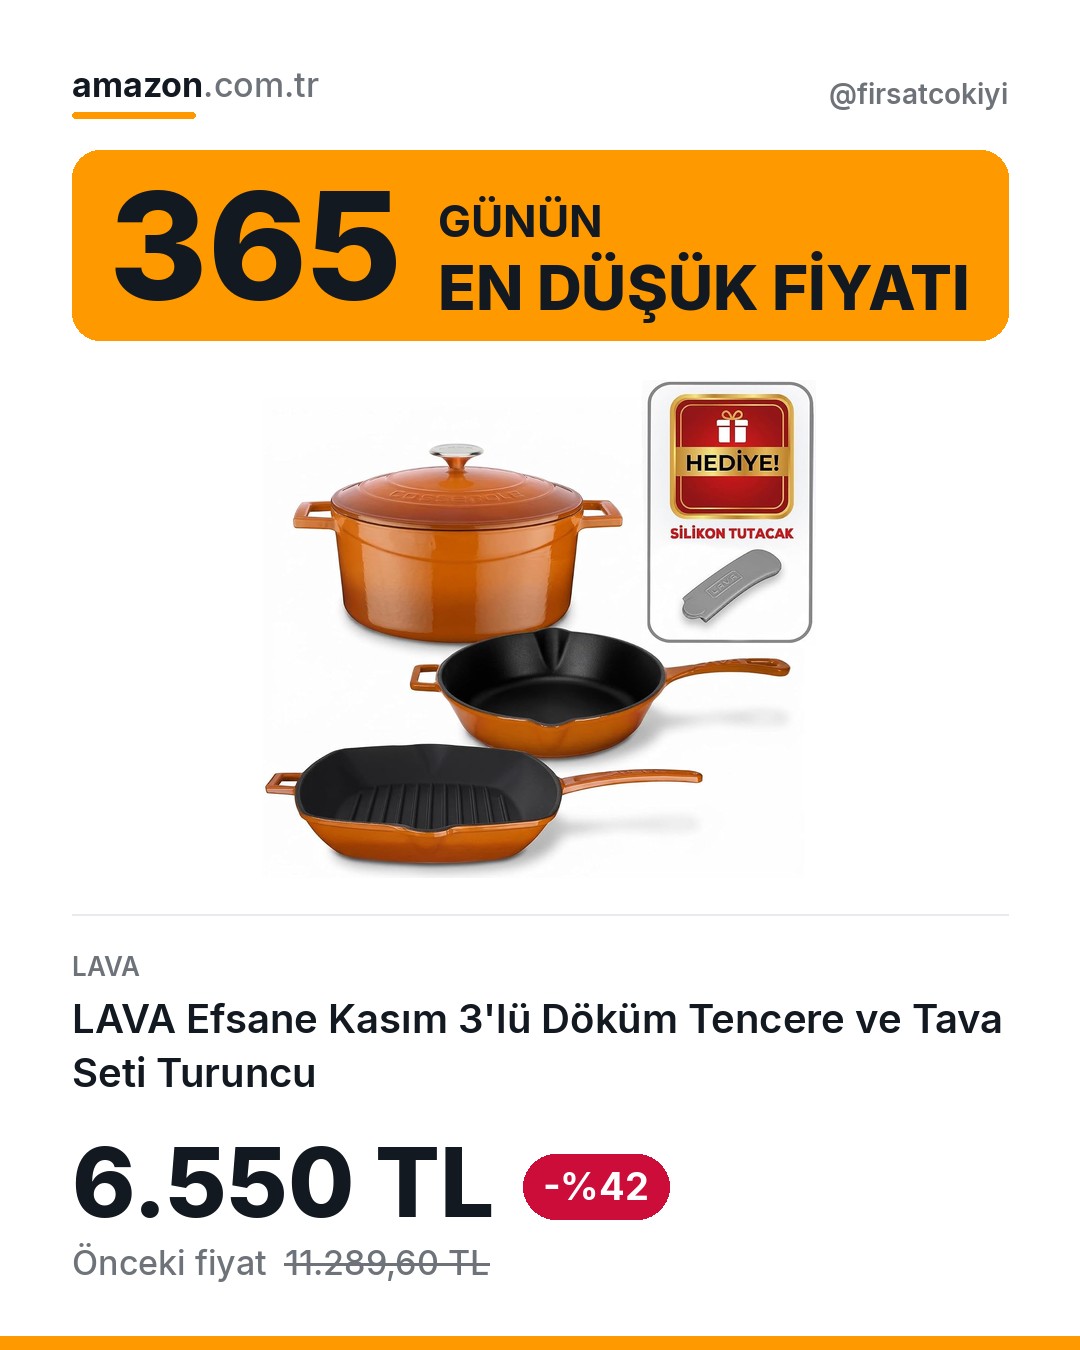 amazon.com.tr
@firsatcokiyi
365
GÜNÜN
EN DÜŞÜK FİYATI
HEDİYE!
SİLİKON TUTACAK
LAVA
LAVA
LAVA Efsane Kasım 3'lü Döküm Tencere ve Tava
Seti Turuncu
6.550 TL
-%42
Önceki fiyat 11.289,60 TL